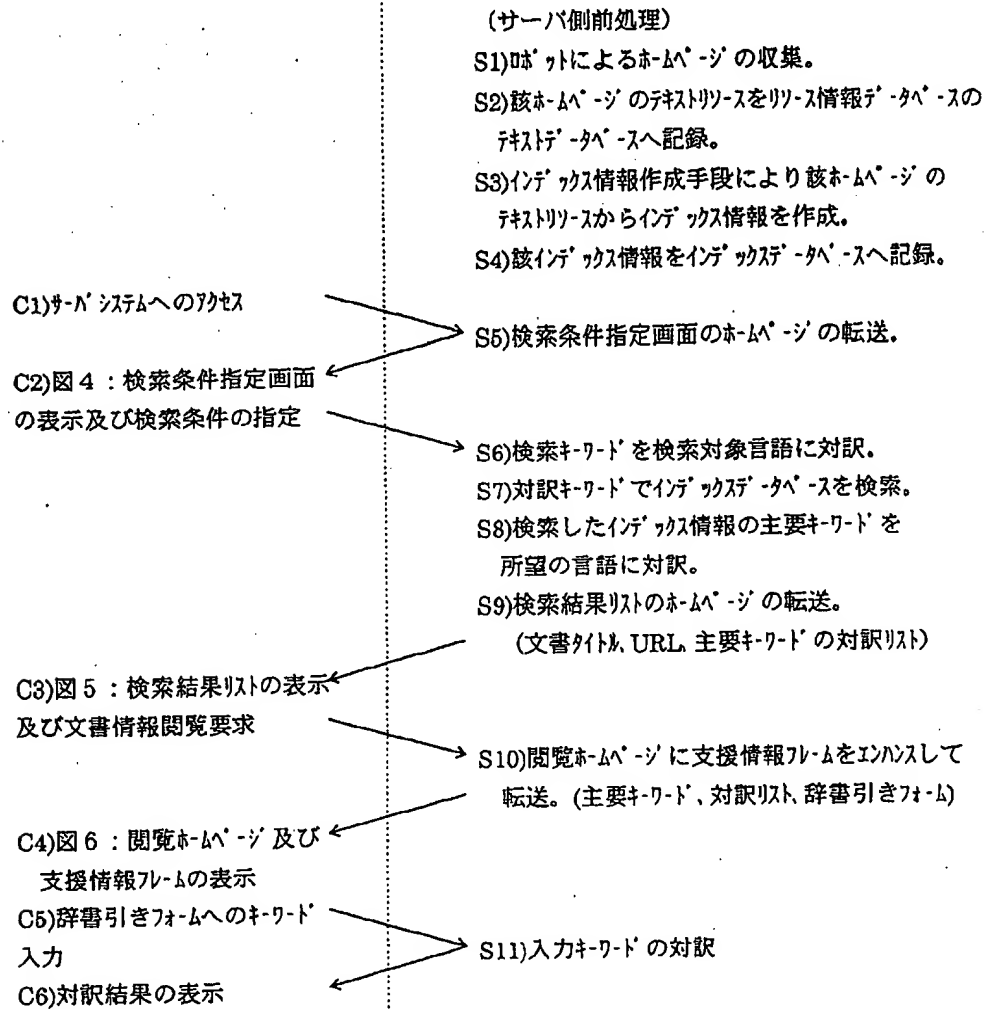 (サーバ側前処理)
S1)ﾛﾎﾞｯﾄによるﾎｰﾑﾍﾟｰｼﾞの収集。
S2)該ﾎｰﾑﾍﾟｰｼﾞのﾃｷｽﾄﾘｿｰｽをﾘｿｰｽ情報ﾃﾞｰﾀﾍﾞｰｽの
ﾃｷｽﾄﾃﾞｰﾀﾍﾞｰｽへ記録。
S3)ｲﾝﾃﾞｯｸｽ情報作成手段により該ﾎｰﾑﾍﾟｰｼﾞの
ﾃｷｽﾄﾘｿｰｽからｲﾝﾃﾞｯｸｽ情報を作成。
S4)該ｲﾝﾃﾞｯｸｽ情報をｲﾝﾃﾞｯｸｽﾃﾞｰﾀﾍﾞｰｽへ記録。
C1)ｻｰﾊﾞｼｽﾃﾑへのｱｸｾｽ
S5)検索条件指定画面のﾎｰﾑﾍﾟｰｼﾞの転送。
C2)図4：検索条件指定画面
の表示及び検索条件の指定
S6)検索ｷｰﾜｰﾄﾞを検索対象言語に対訳。
S7)対訳ｷｰﾜｰﾄﾞでｲﾝﾃﾞｯｸｽﾃﾞｰﾀﾍﾞｰｽを検索。
S8)検索したｲﾝﾃﾞｯｸｽ情報の主要ｷｰﾜｰﾄﾞを
所望の言語に対訳。
S9)検索結果ﾘｽﾄのﾎｰﾑﾍﾟｰｼﾞの転送。
(文書ﾀｲﾄﾙ、URL、主要ｷｰﾜｰﾄﾞの対訳ﾘｽﾄ)
C3)図5：検索結果ﾘｽﾄの表示
及び文書情報閲覧要求
S10)閲覧ﾎｰﾑﾍﾟｰｼﾞに支援情報ﾌﾚｰﾑをｴﾝﾊﾝｽして
転送。(主要ｷｰﾜｰﾄﾞ、対訳ﾘｽﾄ、辞書引きﾌｫｰﾑ)
C4)図6：閲覧ﾎｰﾑﾍﾟｰｼﾞ及び
支援情報ﾌﾚｰﾑの表示
C5)辞書引きﾌｫｰﾑへのｷｰﾜｰﾄﾞ
入力
S11)入力ｷｰﾜｰﾄﾞの対訳
C6)対訳結果の表示